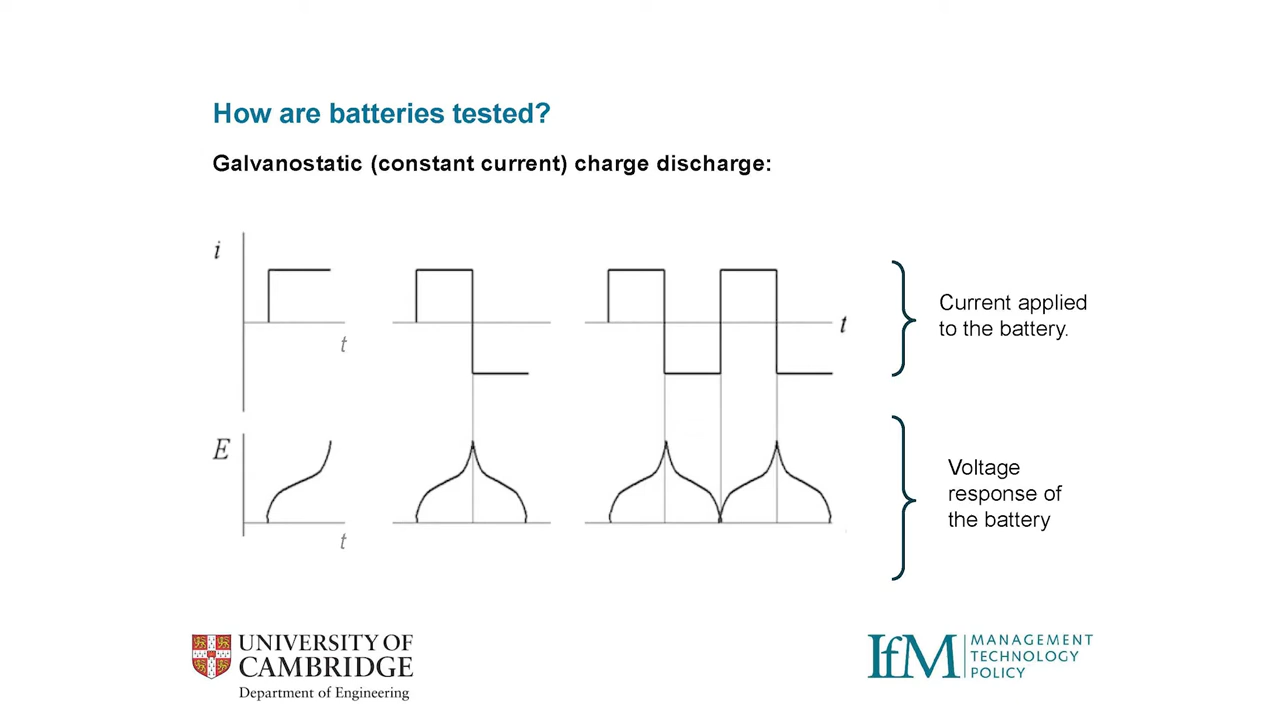 How are batteries tested?
Galvanostatic (constant current) charge discharge:
i
t
t
Current applied
to the battery.
E
t
Voltage
response of
the battery
UNIVERSITY OF
CAMBRIDGE
Department of Engineering
IfM
MANAGEMENT
TECHNOLOGY
POLICY